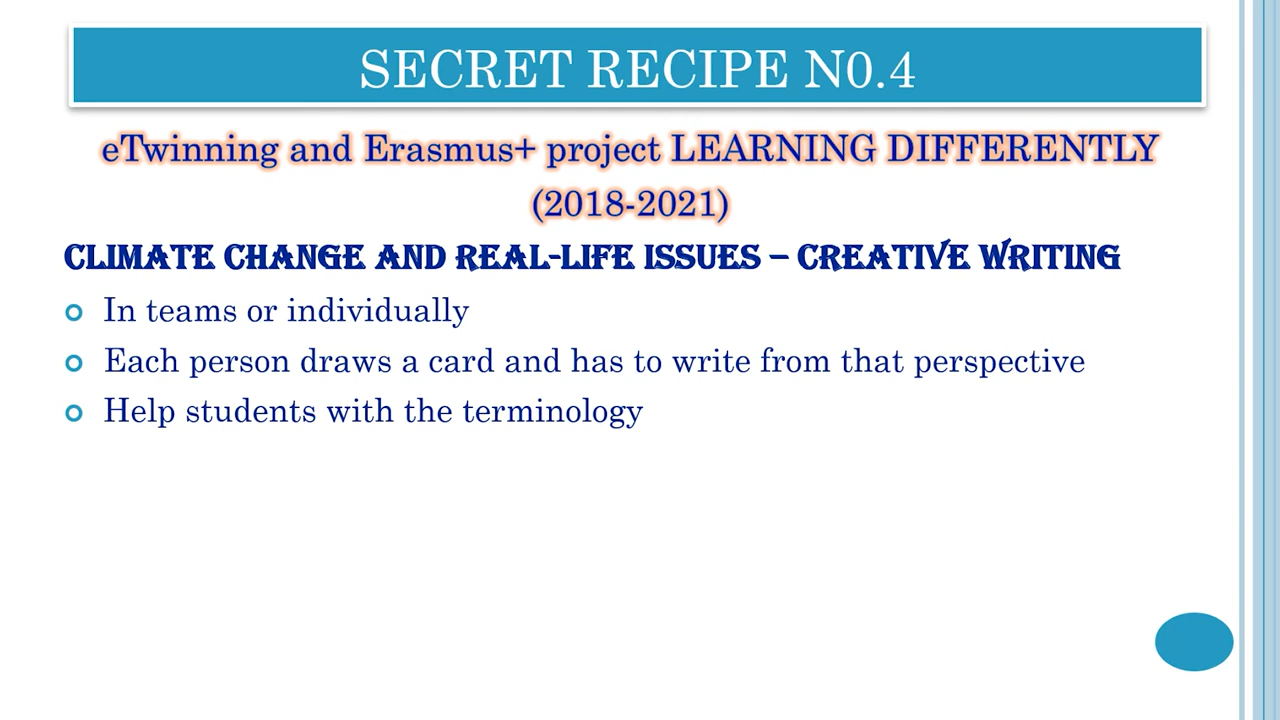 SECRET RECIPE N0.4
eTwinning and Erasmus+ project LEARNING DIFFERENTLY
(2018-2021)
CLIMATE CHANGE AND REAL-LIFE ISSUES – CREATIVE WRITING
In teams or individually
Each person draws a card and has to write from that perspective
Help students with the terminology